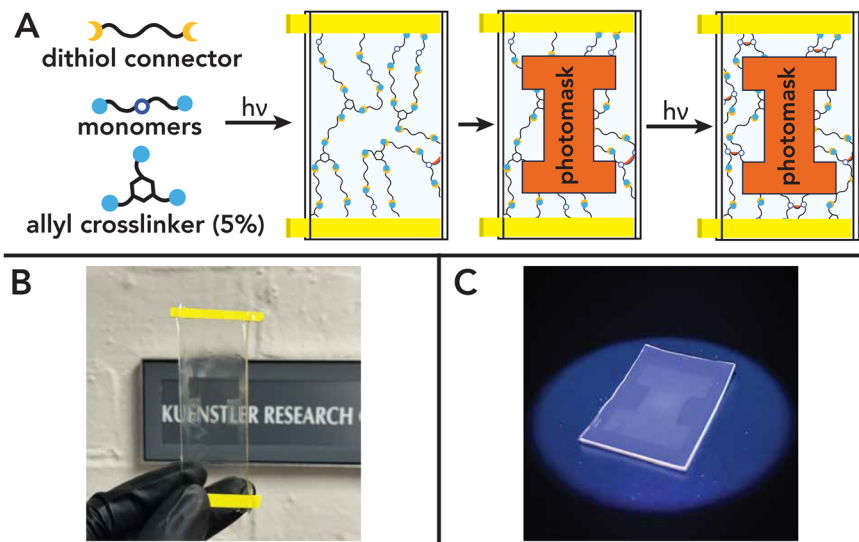 A
dithiol connector
monomers
allyl crosslinker (5%)
hν
photomask
hν
photomask
B
KUENSTLER RESEARCH
C